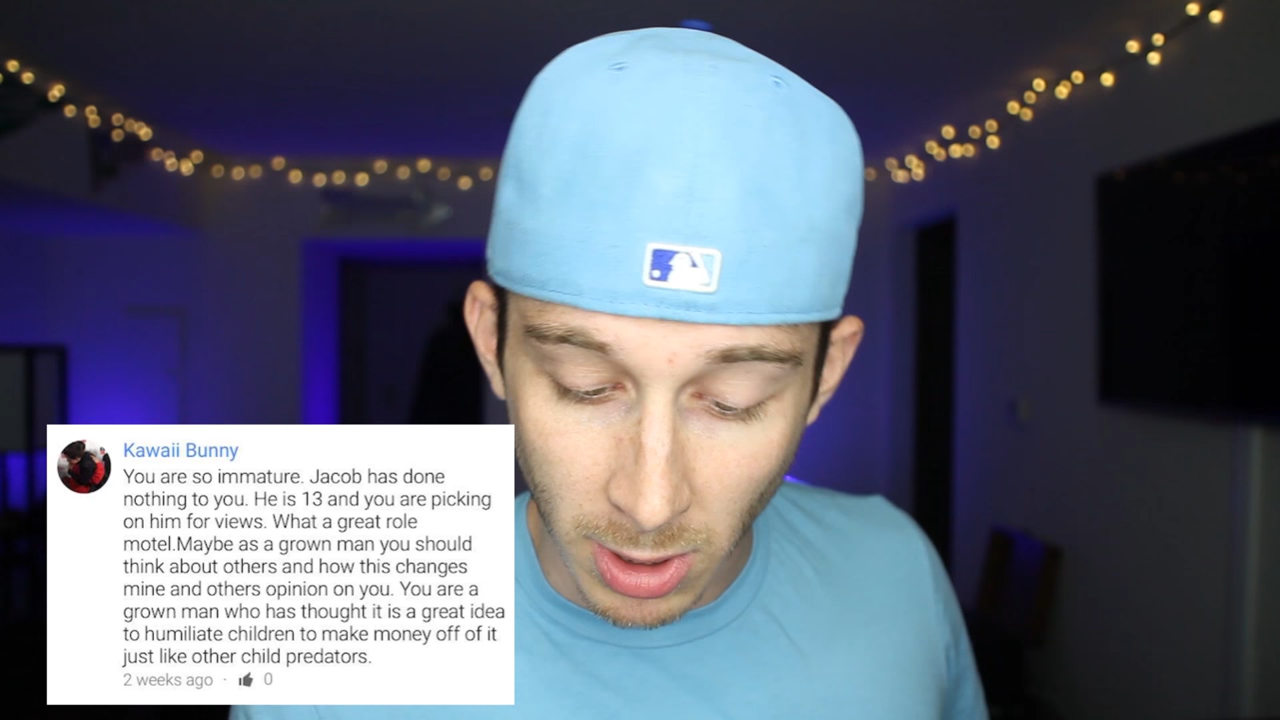 Kawaii Bunny
You are so immature. Jacob has done
nothing to you. He is 13 and you are picking
on him for views. What a great role
motel.Maybe as a grown man you should
think about others and how this changes
mine and others opinion on you. You are a
grown man who has thought it is a great idea
to humiliate children to make money off of it
just like other child predators.
2 weeks ago · 0